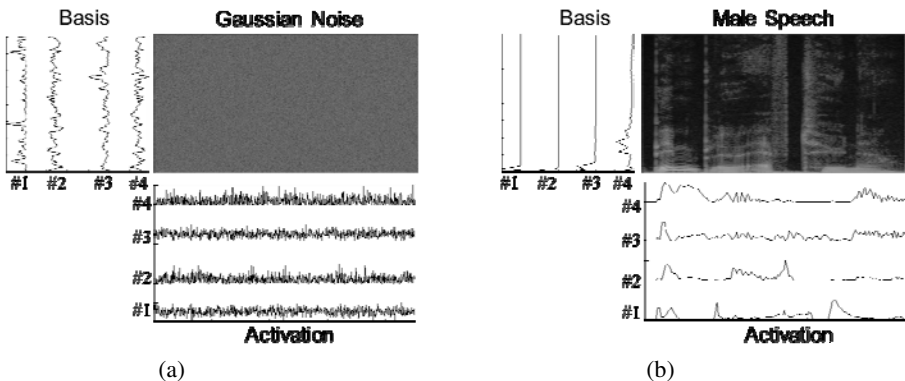 Basis
Gaussian Noise
#1 #2 #3 #4
#4
#3
#2
#1
Activation
(a)
Basis
Male Speech
#1 #2 #3 #4
#4
#3
#2
#1
Activation
(b)